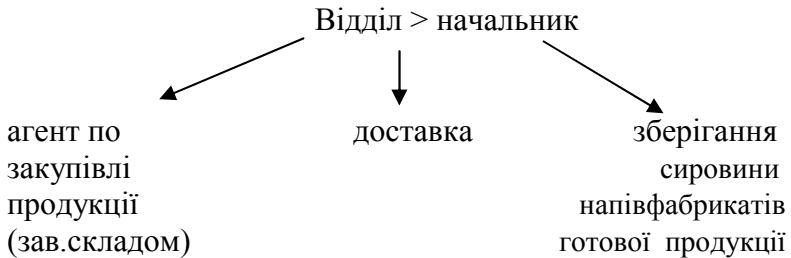 Відділ > начальник
агент по
закупівлі
продукції
(зав.складом)
доставка
зберігання
сировини
напівфабрикатів
готової продукції